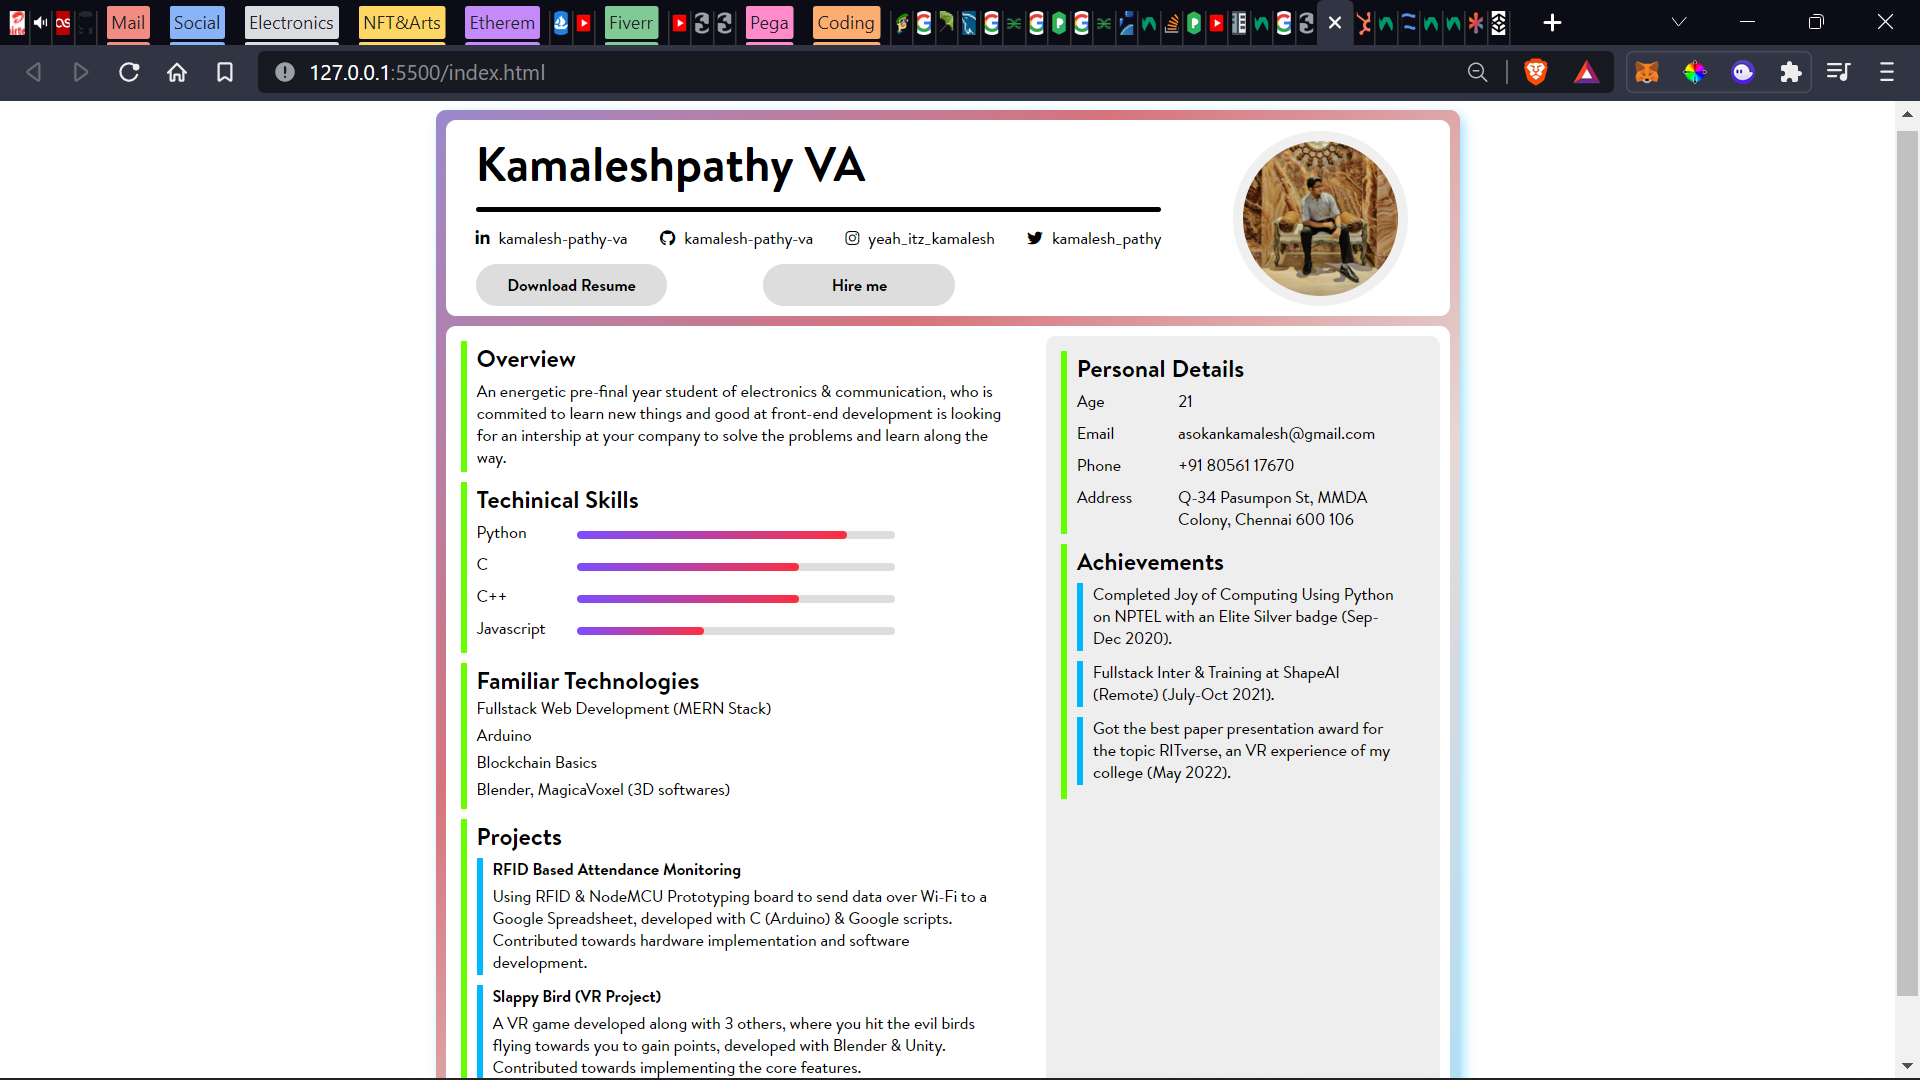 Mail
Social
Electronics
NFT&Arts
Etherem
Fiverr
Pega
Coding
127.0.0.1:5500/index.html
Kamaleshpathy VA
kamalesh-pathy-va
kamalesh-pathy-va
yeah_itz_kamalesh
kamalesh_pathy
Download Resume
Hire me
Overview
An energetic pre-final year student of electronics & communication, who is
commited to learn new things and good at front-end development is looking
for an intership at your company to solve the problems and learn along the
way.
Techinical Skills
Python
C
C++
Javascript
Familiar Technologies
Fullstack Web Development (MERN Stack)
Arduino
Blockchain Basics
Blender, MagicaVoxel (3D softwares)
Projects
RFID Based Attendance Monitoring
Using RFID & NodeMCU Prototyping board to send data over Wi-Fi to a
Google Spreadsheet, developed with C (Arduino) & Google scripts.
Contributed towards hardware implementation and software
development.
Slappy Bird (VR Project)
A VR game developed along with 3 others, where you hit the evil birds
flying towards you to gain points, developed with Blender & Unity.
Contributed towards implementing the core features.
Personal Details
Age 21
Email asokankamalesh@gmail.com
Phone +91 80561 17670
Address Q-34 Pasumpon St, MMDA
Colony, Chennai 600 106
Achievements
Completed Joy of Computing Using Python
on NPTEL with an Elite Silver badge (Sep-
Dec 2020).
Fullstack Inter & Training at ShapeAI
(Remote) (July-Oct 2021).
Got the best paper presentation award for
the topic RITverse, an VR experience of my
college (May 2022).